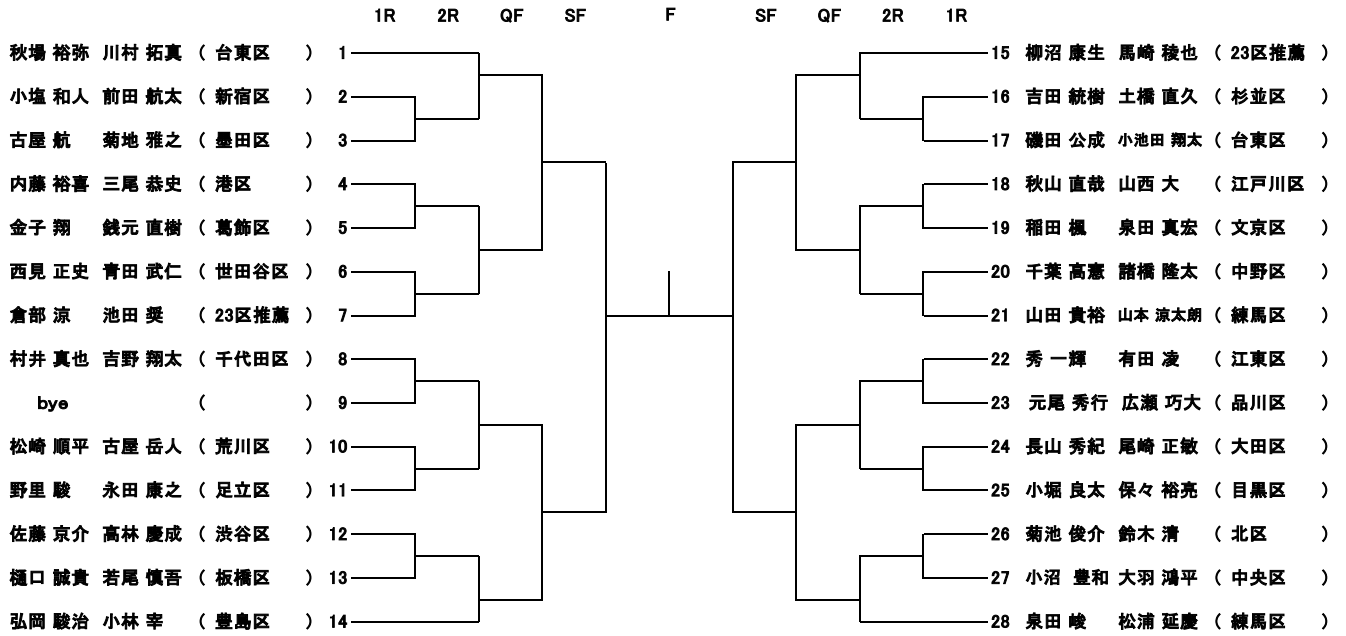 1R 2R QF SF F SF QF 2R 1R
秋場 裕弥 川村 拓真 ( 台東区 ) 1 15 柳沼 康生 馬崎 稜也 ( 23区推薦 )
小塩 和人 前田 航太 ( 新宿区 ) 2 16 吉田 統樹 土橋 直久 ( 杉並区 )
古屋 航 菊地 雅之 ( 墨田区 ) 3 17 磯田 公成 小池田 翔太 ( 台東区 )
内藤 裕喜 三尾 恭史 ( 港区 ) 4 18 秋山 直哉 山西 大 ( 江戸川区 )
金子 翔 銭元 直樹 ( 葛飾区 ) 5 19 稲田 楓 泉田 真宏 ( 文京区 )
西見 正史 青田 武仁 ( 世田谷区 ) 6 20 千葉 高憲 諸橋 隆太 ( 中野区 )
倉部 涼 池田 奨 ( 23区推薦 ) 7 21 山田 貴裕 山本 涼太朗 ( 練馬区 )
村井 真也 吉野 翔太 ( 千代田区 ) 8 22 秀 一輝 有田 凌 ( 江東区 )
bye ( ) 9 23 元尾 秀行 広瀬 巧大 ( 品川区 )
松崎 順平 古屋 岳人 ( 荒川区 ) 10 24 長山 秀紀 尾崎 正敏 ( 大田区 )
野里 駿 永田 康之 ( 足立区 ) 11 25 小堀 良太 保々 裕亮 ( 目黒区 )
佐藤 京介 高林 慶成 ( 渋谷区 ) 12 26 菊池 俊介 鈴木 清 ( 北区 )
樋口 誠貴 若尾 慎吾 ( 板橋区 ) 13 27 小沼 豊和 大羽 鴻平 ( 中央区 )
弘岡 駿治 小林 宰 ( 豊島区 ) 14 28 泉田 峻 松浦 延慶 ( 練馬区 )